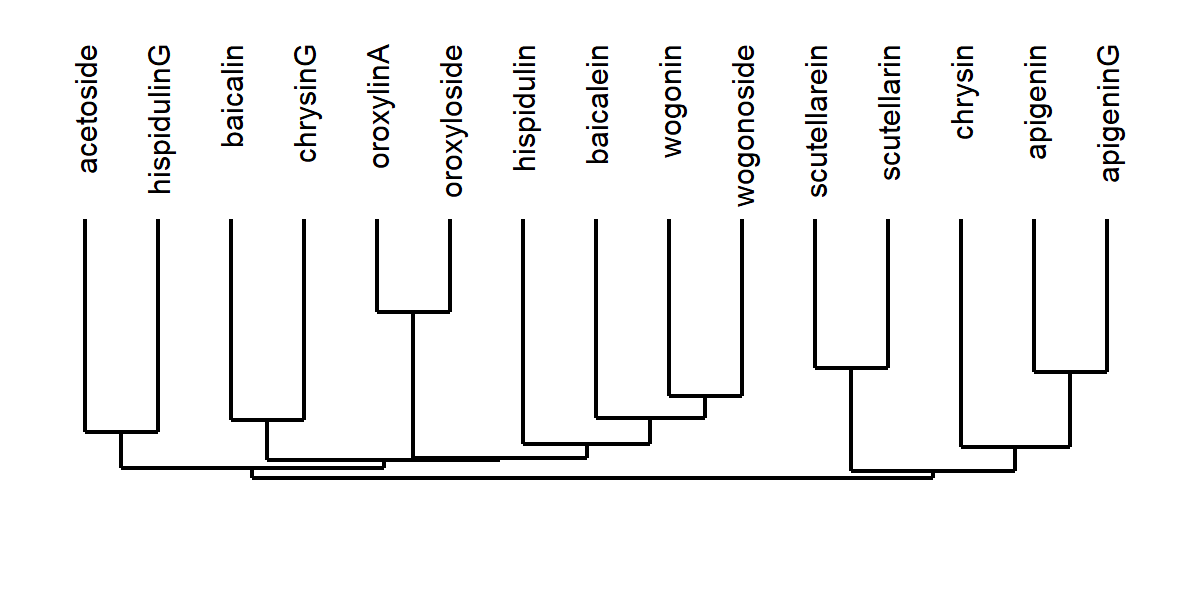 acetoside
hispidulinG
baicalin
chrysinG
oroxylinA
oroxyloside
hispidulin
baicalein
wogonin
wogonoside
scutellarein
scutellarin
chrysin
apigenin
apigeninG